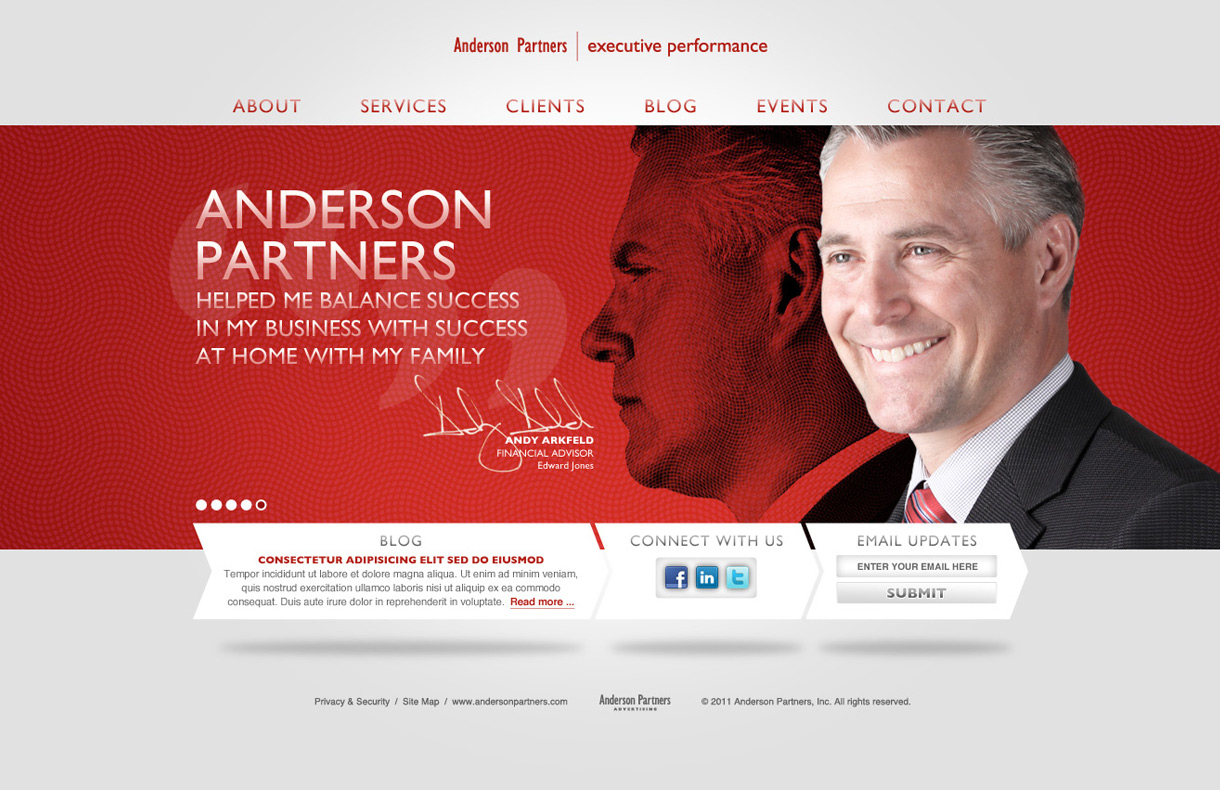 Anderson Partners | executive performance
ABOUT SERVICES CLIENTS BLOG EVENTS CONTACT
ANDERSON
PARTNERS
HELPED ME BALANCE SUCCESS
IN MY BUSINESS WITH SUCCESS
AT HOME WITH MY FAMILY
ANDY ARKFELD
FINANCIAL ADVISOR
Edward Jones
BLOG
CONSECTETUR ADIPISICING ELIT SED DO EIUSMOD
Tempor incididunt ut labore et dolore magna aliqua. Ut enim ad minim veniam,
quis nostrud exercitation ullamco laboris nisi ut aliquip ex ea commodo
consequat. Duis aute irure dolor in reprehenderit in voluptate. Read more ...
CONNECT WITH US
f in t
EMAIL UPDATES
ENTER YOUR EMAIL HERE
SUBMIT
Privacy & Security / Site Map / www.andersonpartners.com
Anderson Partners
ADVERTISING
© 2011 Anderson Partners, Inc. All rights reserved.